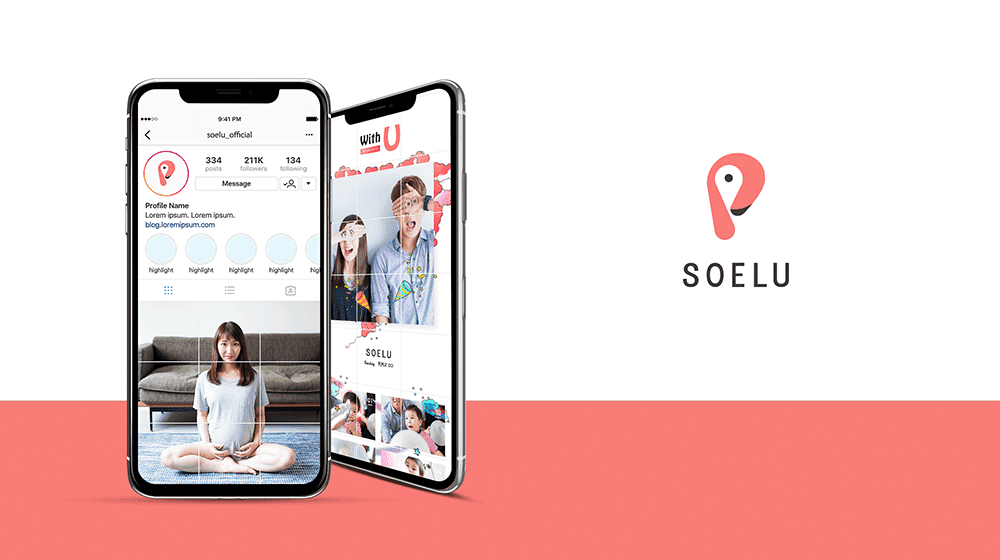 9:41 PM
soelu_official
334 211K 134
posts followers following
Message
Profile Name
Lorem ipsum. Lorem ipsum.
blog.loremipsum.com
highlight highlight highlight highlight highlight
With U
SOELU
SOELU